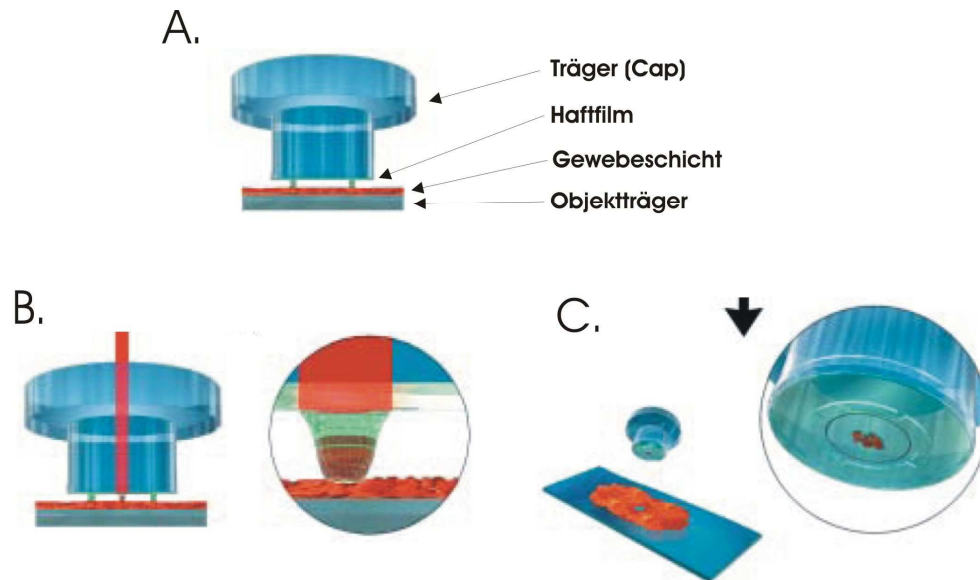 A.
Träger (Cap)
Haftfilm
Gewebeschicht
Objektträger
B.
C.